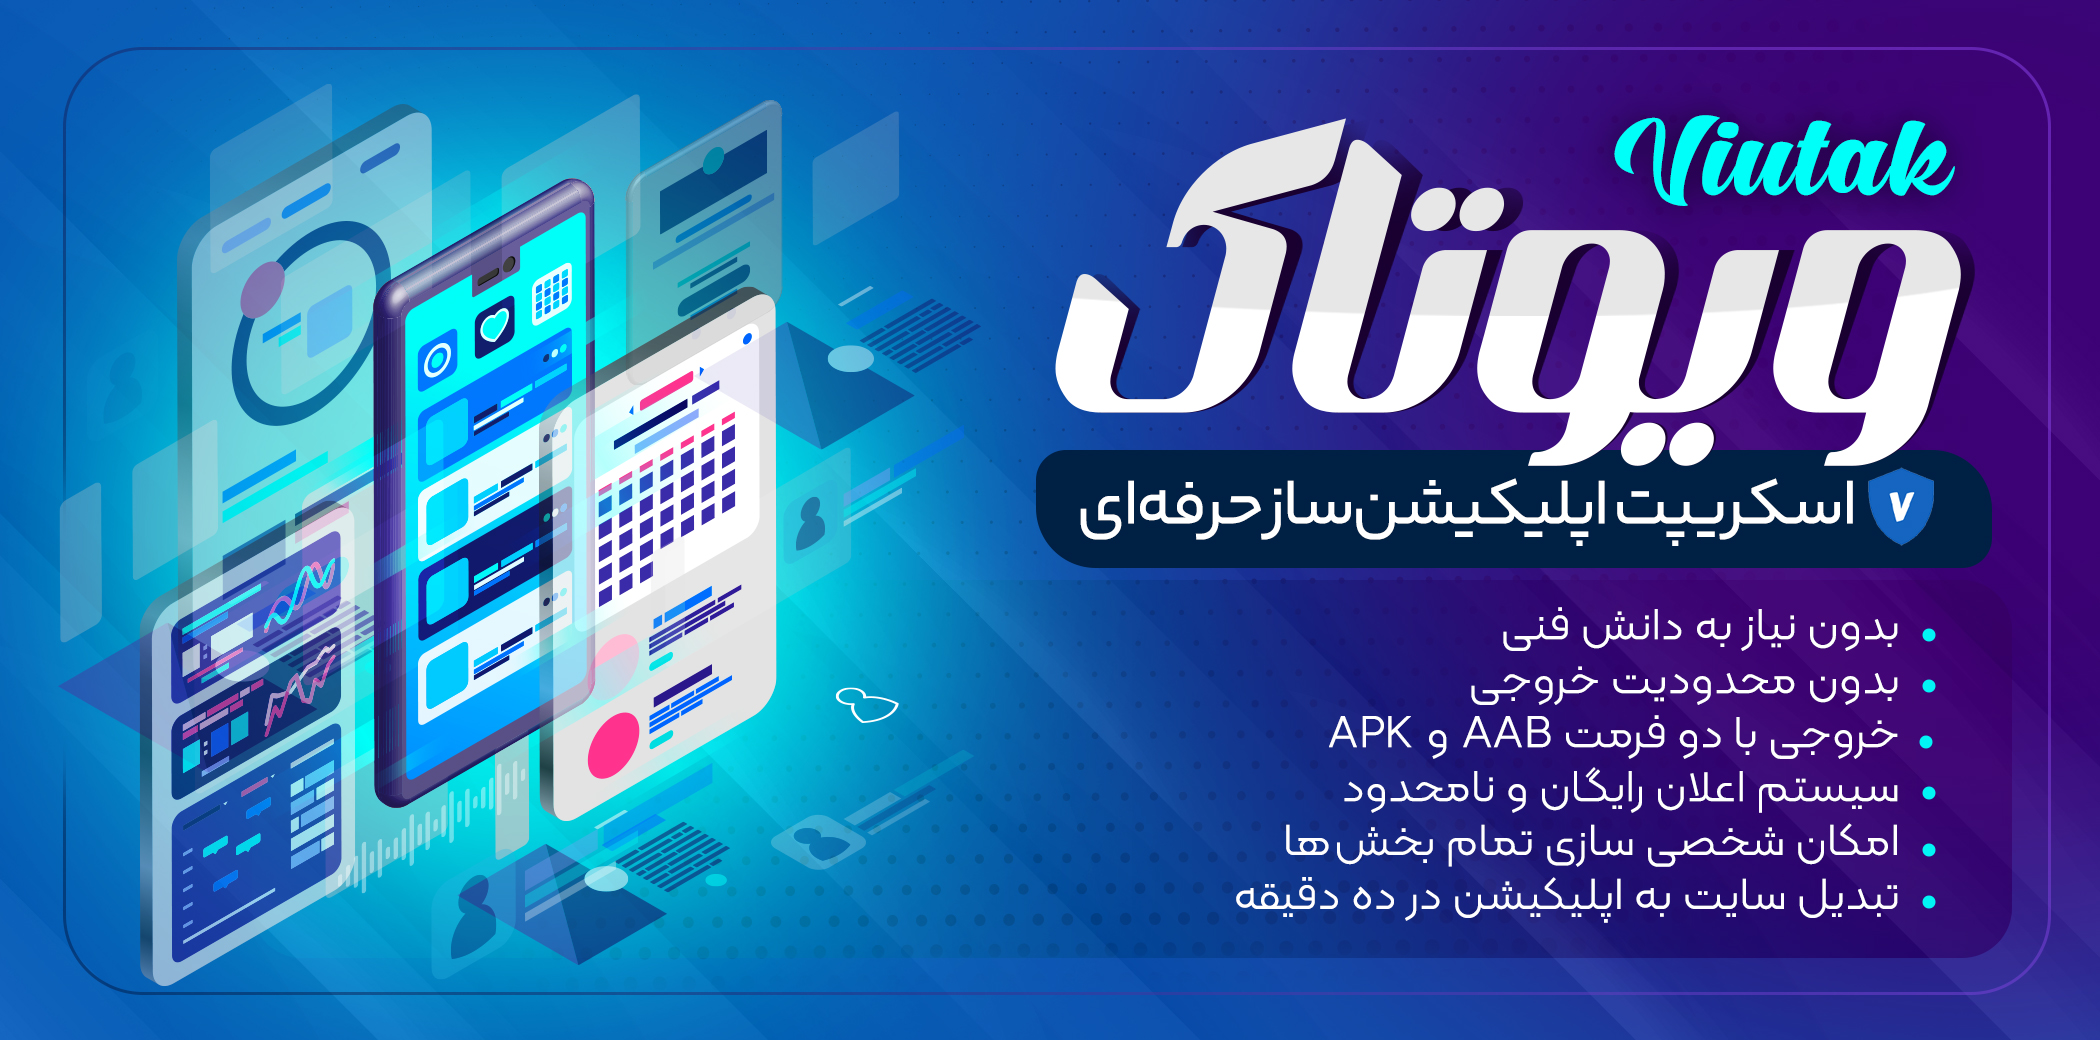 Viutak
ویوتاک
اسکریپت اپلیکیشن‌ساز حرفه‌ای
۷
بدون نیاز به دانش فنی
بدون محدودیت خروجی
خروجی با دو فرمت AAB و APK
سیستم اعلان رایگان و نامحدود
امکان شخصی سازی تمام بخش‌ها
تبدیل سایت به اپلیکیشن در ده دقیقه